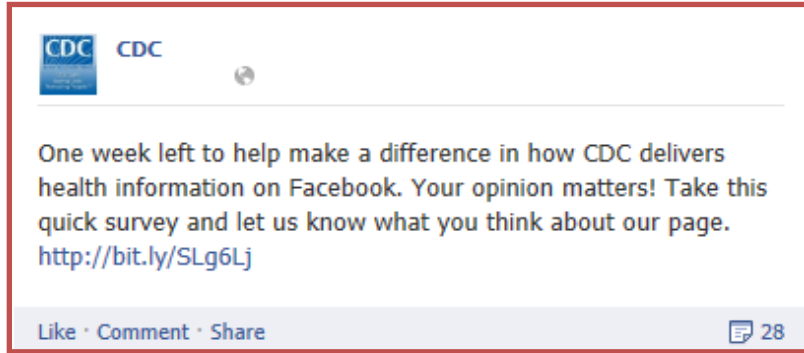 CDC
CDC
One week left to help make a difference in how CDC delivers
health information on Facebook. Your opinion matters! Take this
quick survey and let us know what you think about our page.
http://bit.ly/SLg6Lj
Like · Comment · Share 28